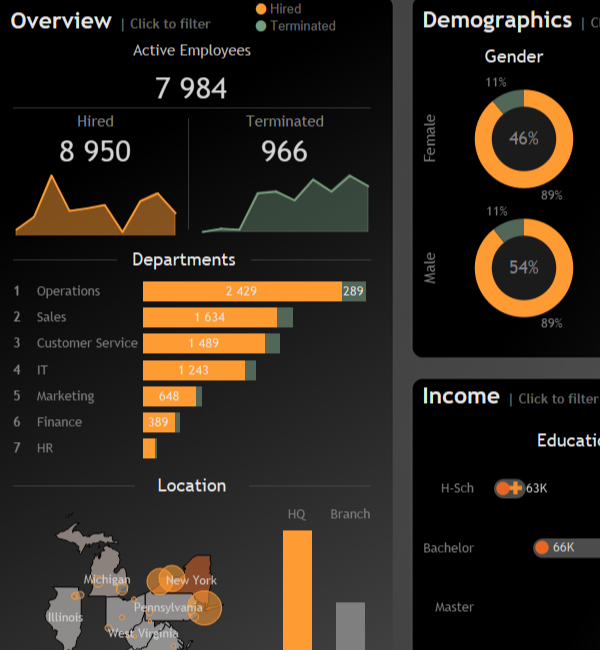 Overview | Click to filter
Hired
Terminated
Active Employees
7 984
Hired
Terminated
8 950
966
Departments
1 Operations 2 429 289
2 Sales 1 634
3 Customer Service 1 489
4 IT 1 243
5 Marketing 648
6 Finance 389
7 HR
Location
HQ Branch
Michigan
New York
Pennsylvania
Illinois
West Virginia
Demographics |
Gender
11%
Female
46%
89%
11%
Male
54%
89%
Income | Click to filter
H-Sch 63K
Bachelor 66K
Master